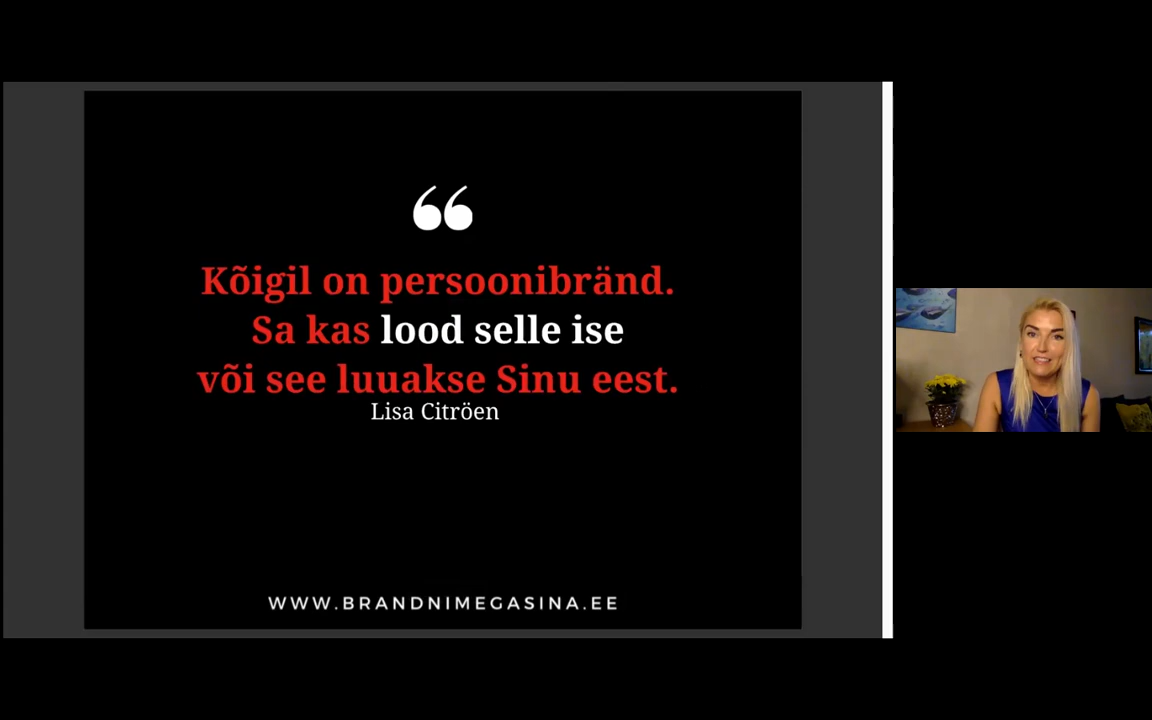 Kõigil on persoonibränd.
Sa kas lood selle ise
või see luuakse Sinu eest.
Lisa Citröen
WWW.BRANDNIMEGASINA.EE